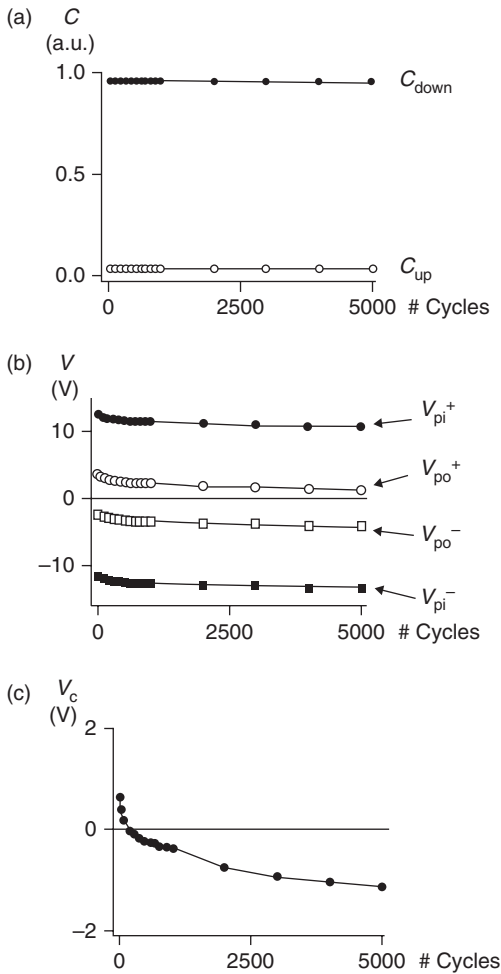 (a) C
(a.u.)
1.0
C_down
0.5
0.0
C_up
0 2500 5000 # Cycles
(b) V
(V)
10
V_pi^+
V_po^+
0
V_po^-
−10
V_pi^-
0 2500 5000 # Cycles
(c) V_c
(V)
2
0
−2
0 2500 5000 # Cycles